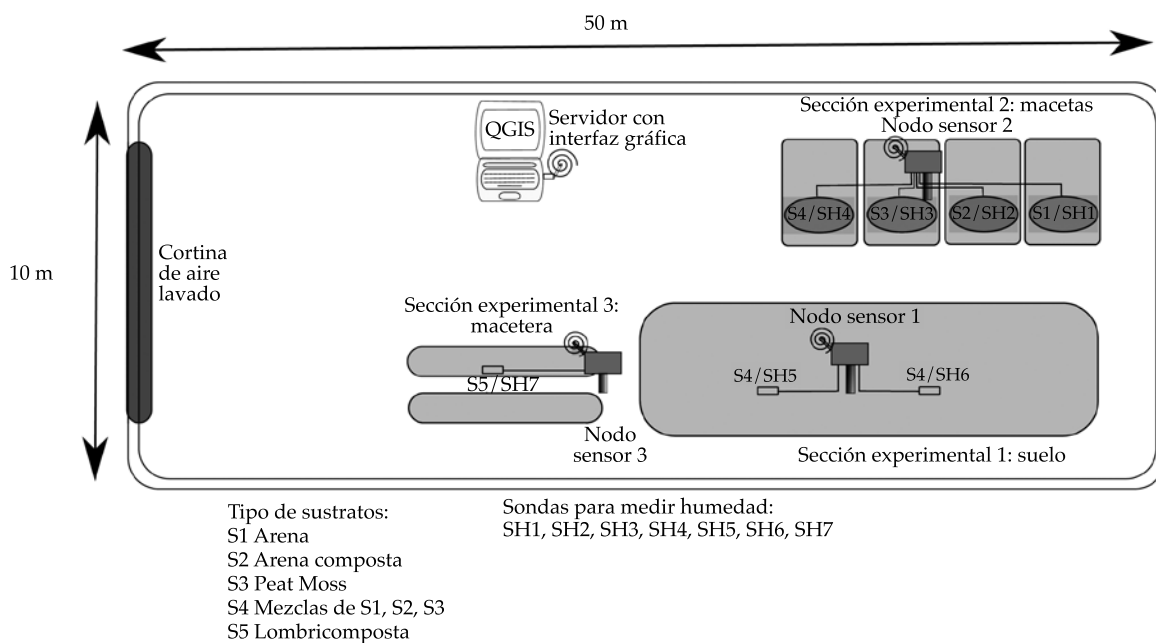 50 m
10 m
Cortina
de aire
lavado
QGIS
Servidor con
interfaz gráfica
Sección experimental 2: macetas
Nodo sensor 2
S4/SH4
S3/SH3
S2/SH2
S1/SH1
Sección experimental 3:
macetera
S5/SH7
Nodo
sensor 3
Nodo sensor 1
S4/SH5
S4/SH6
Sección experimental 1: suelo
Tipo de sustratos:
S1 Arena
S2 Arena composta
S3 Peat Moss
S4 Mezclas de S1, S2, S3
S5 Lombricomposta
Sondas para medir humedad:
SH1, SH2, SH3, SH4, SH5, SH6, SH7